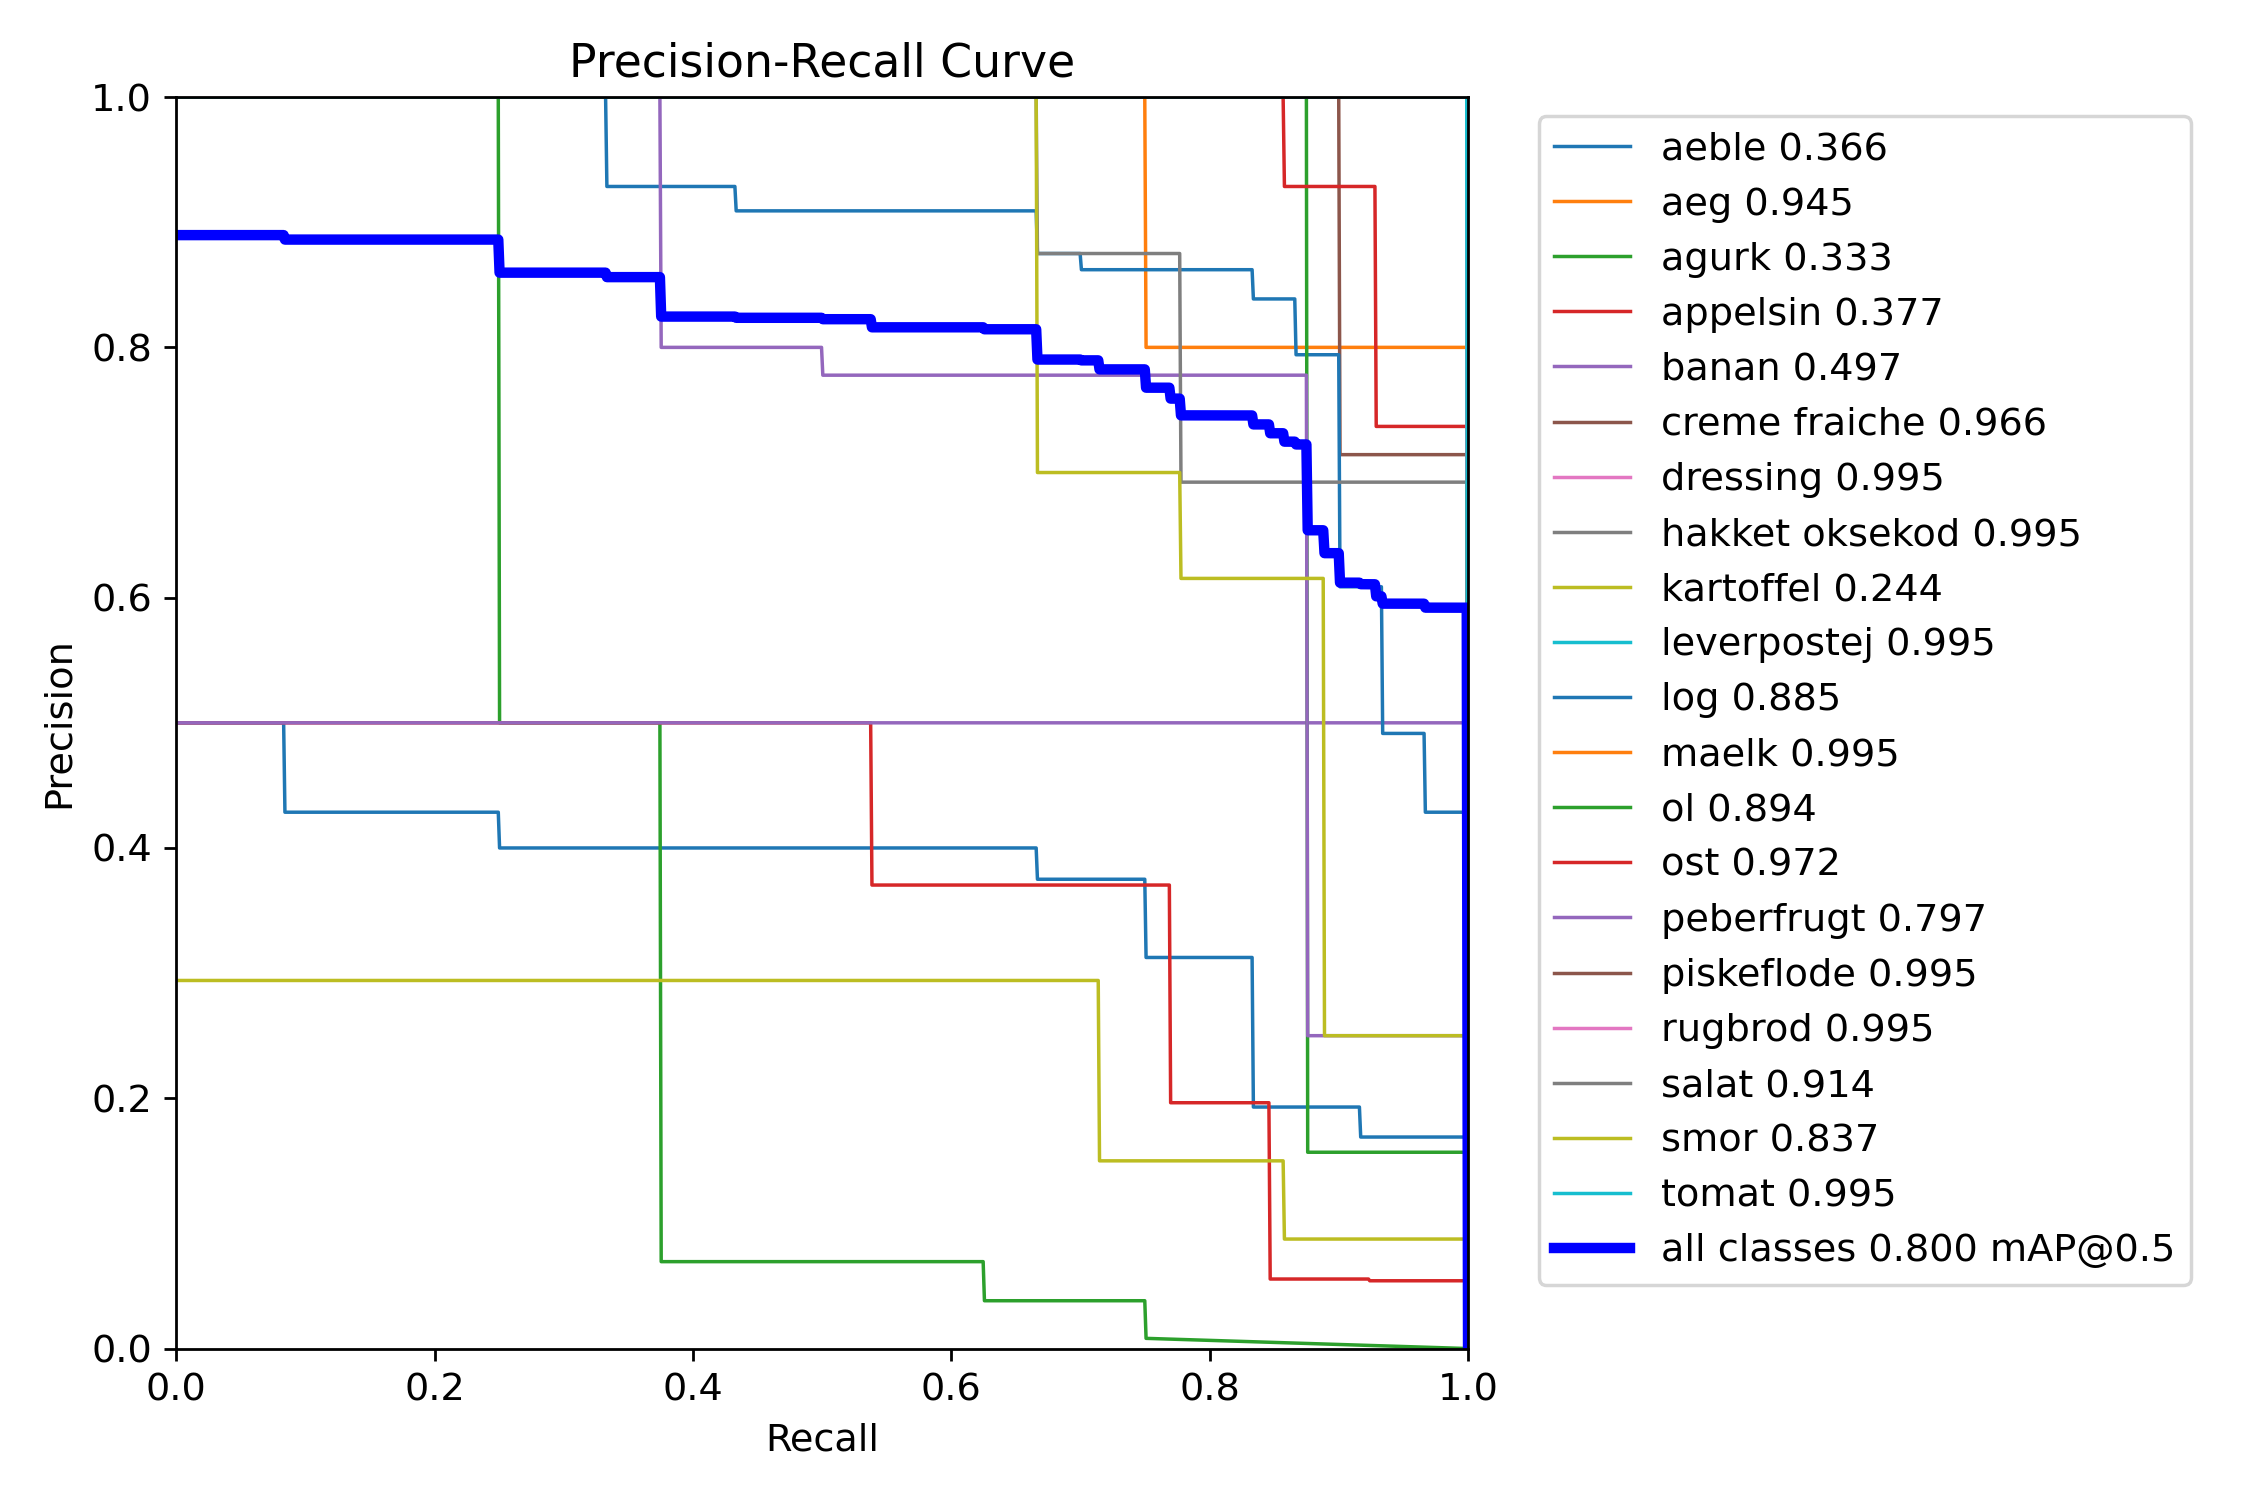 Precision-Recall Curve
1.0
0.8
0.6
0.4
0.2
0.0
Precision
0.0 0.2 0.4 0.6 0.8 1.0
Recall
aeble 0.366
aeg 0.945
agurk 0.333
appelsin 0.377
banan 0.497
creme fraiche 0.966
dressing 0.995
hakket oksekod 0.995
kartoffel 0.244
leverpostej 0.995
log 0.885
maelk 0.995
ol 0.894
ost 0.972
peberfrugt 0.797
piskeflode 0.995
rugbrod 0.995
salat 0.914
smor 0.837
tomat 0.995
all classes 0.800 mAP@0.5